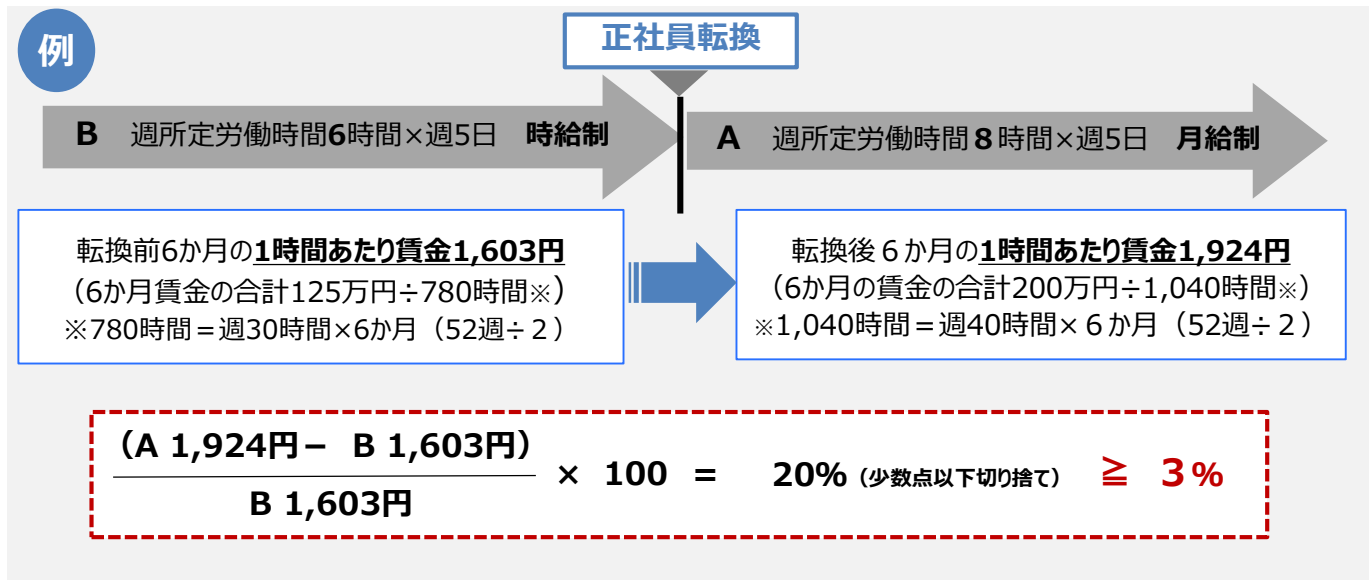 例
正社員転換
B 週所定労働時間6時間×週5日 時給制
A 週所定労働時間８時間×週5日 月給制
転換前6か月の1時間あたり賃金1,603円
（6か月賃金の合計125万円÷780時間※）
※780時間＝週30時間×6か月（52週÷２）
転換後６か月の1時間あたり賃金1,924円
（6か月の賃金の合計200万円÷1,040時間※）
※1,040時間＝週40時間×６か月（52週÷２）
（A 1,924円－ B 1,603円）
B 1,603円
× 100 = 20%（少数点以下切り捨て） ≧ ３%